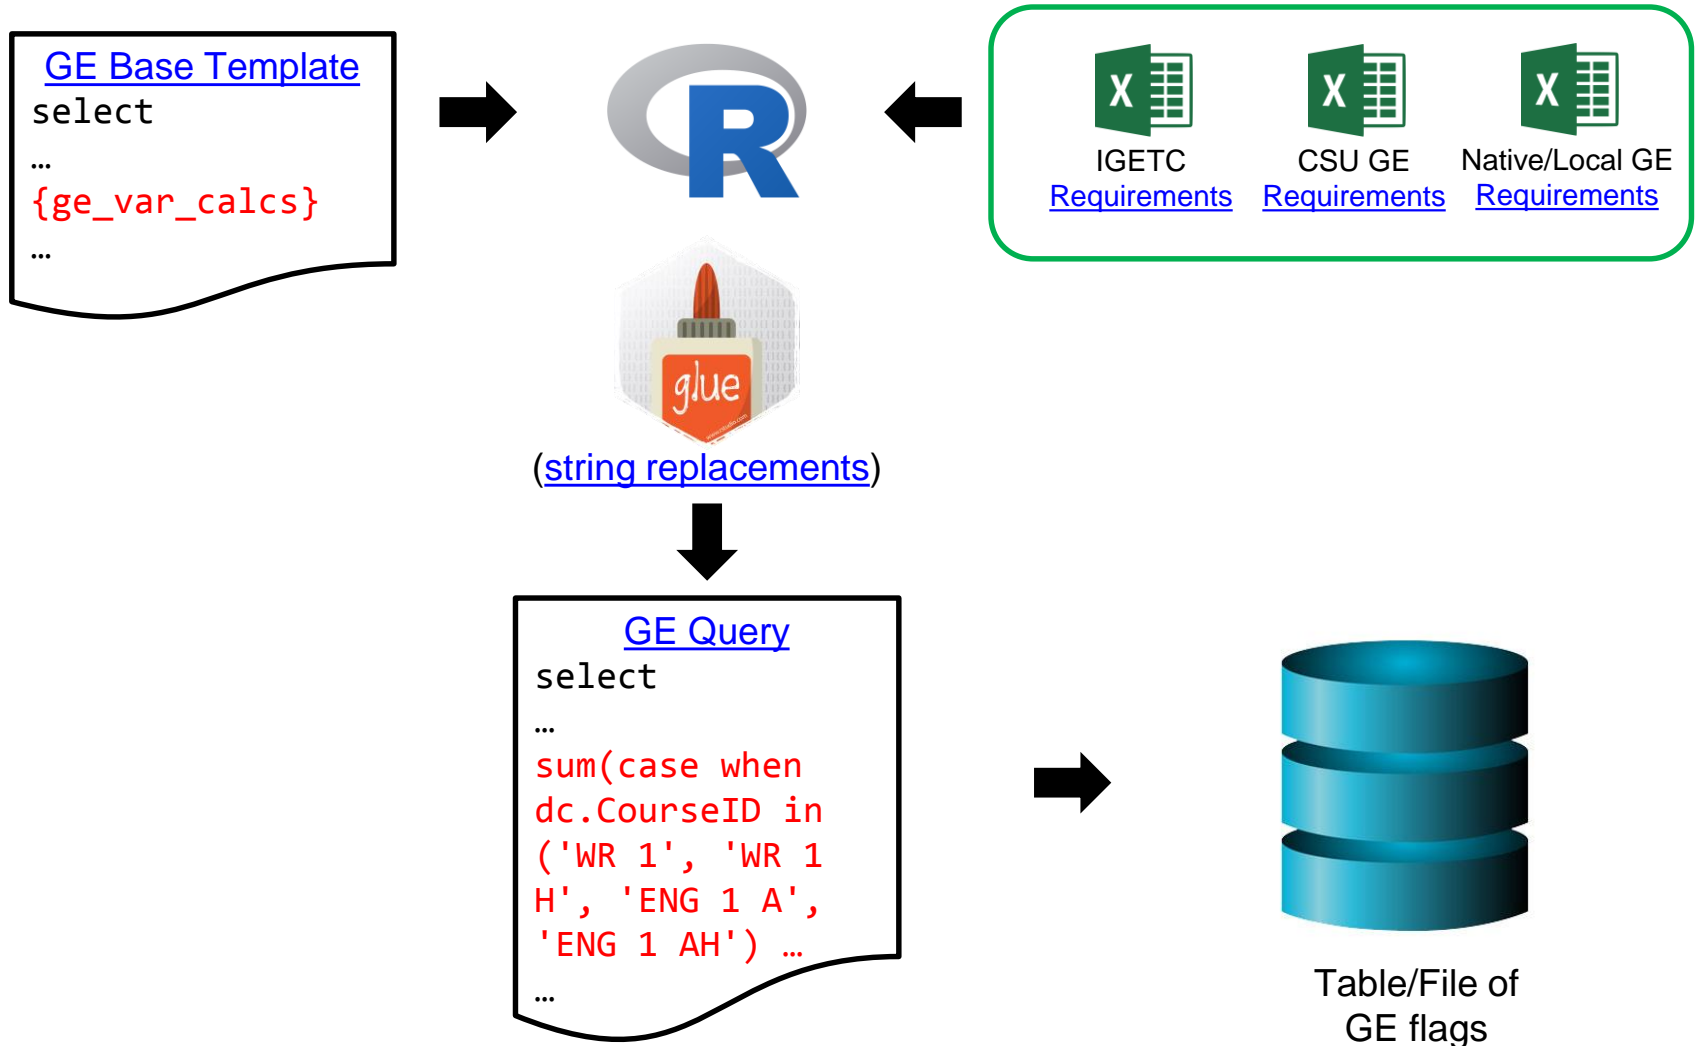 GE Base Template
select
…
{ge_var_calcs}
…
R
X
X
X
IGETC
Requirements
CSU GE
Requirements
Native/Local GE
Requirements
glue
(string replacements)
GE Query
select
…
sum(case when
dc.CourseID in
('WR 1', 'WR 1
H', 'ENG 1 A',
'ENG 1 AH') …
…
Table/File of
GE flags